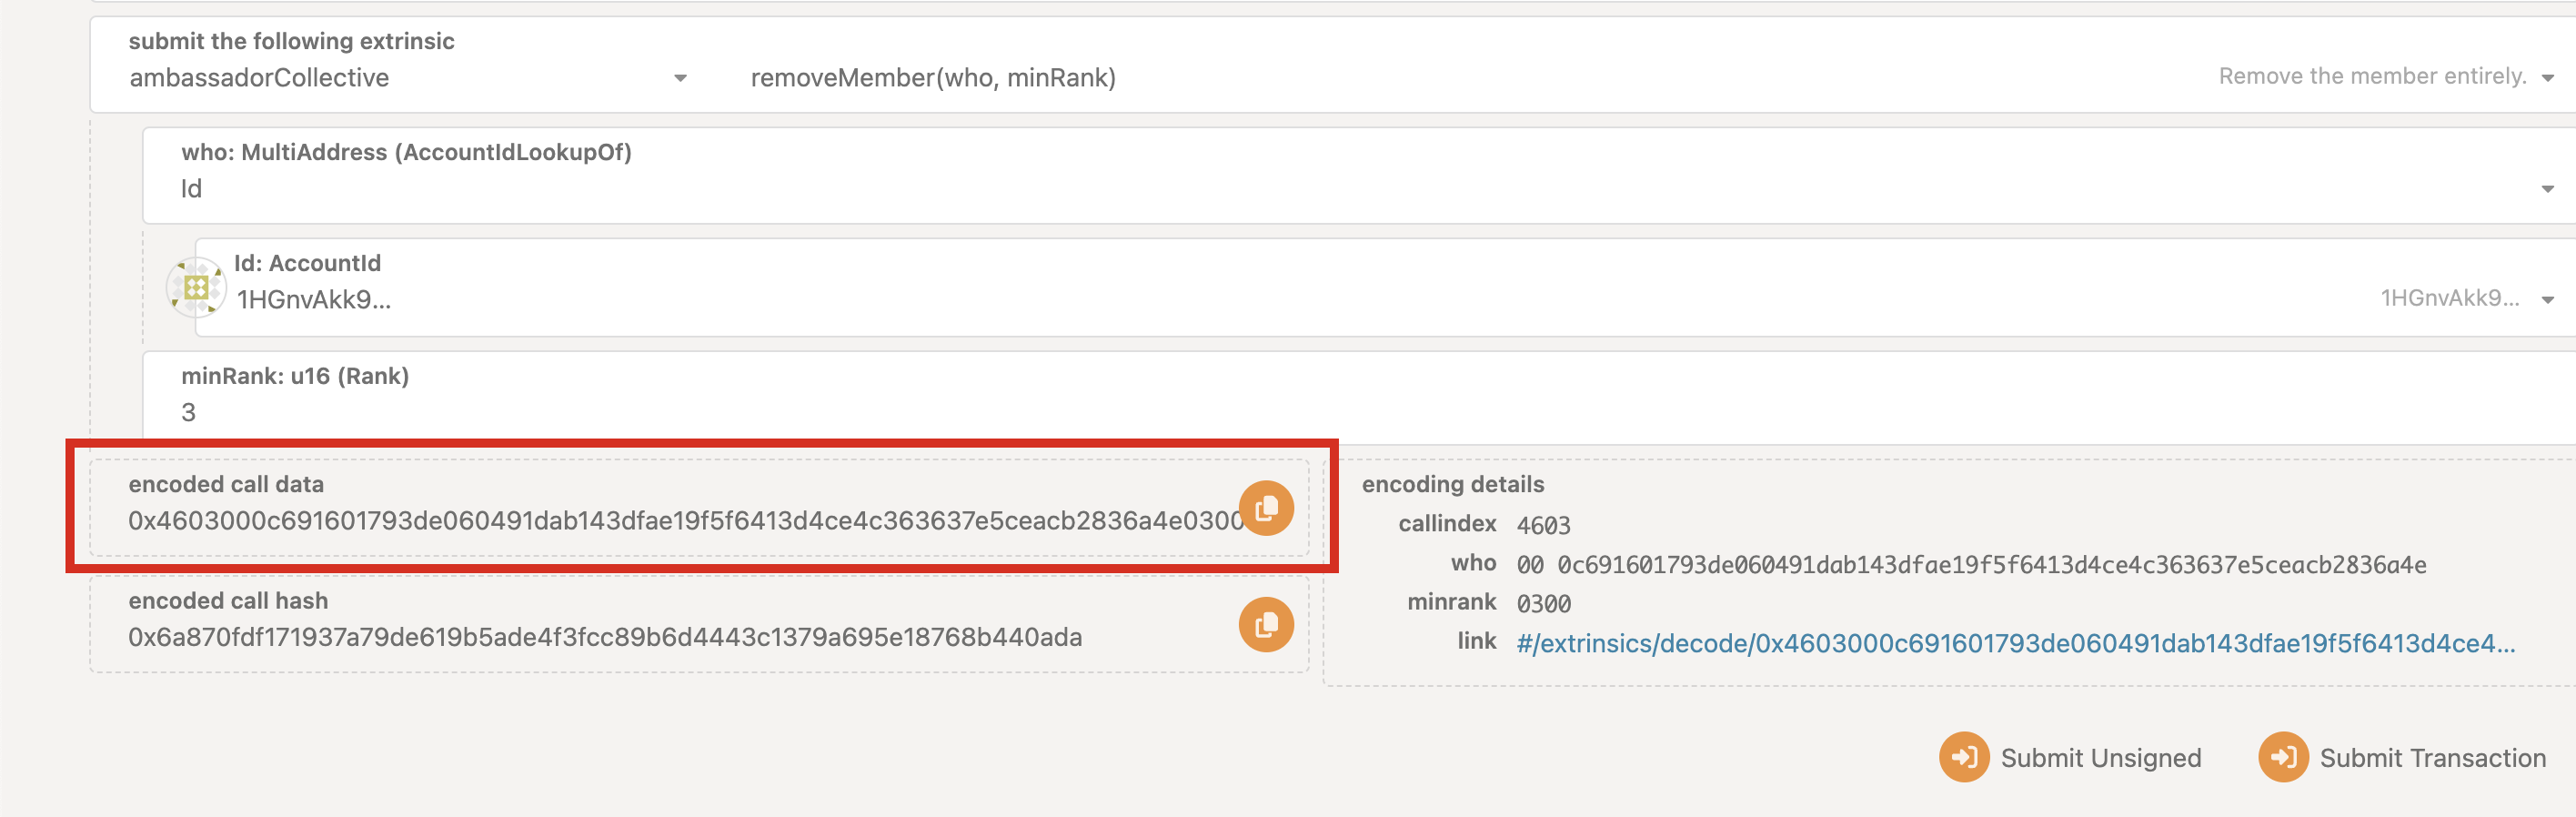 submit the following extrinsic
ambassadorCollective
removeMember(who, minRank)
Remove the member entirely.
who: MultiAddress (AccountIdLookupOf)
Id
Id: AccountId
1HGnvAkk9...
1HGnvAkk9...
minRank: u16 (Rank)
3
encoded call data
0x4603000c691601793de060491dab143dfae19f5f6413d4ce4c363637e5ceacb2836a4e0300
encoded call hash
0x6a870fdf171937a79de619b5ade4f3fcc89b6d4443c1379a695e18768b440ada
encoding details
callindex 4603
who 00 0c691601793de060491dab143dfae19f5f6413d4ce4c363637e5ceacb2836a4e
minrank 0300
link #/extrinsics/decode/0x4603000c691601793de060491dab143dfae19f5f6413d4ce4...
Submit Unsigned
Submit Transaction